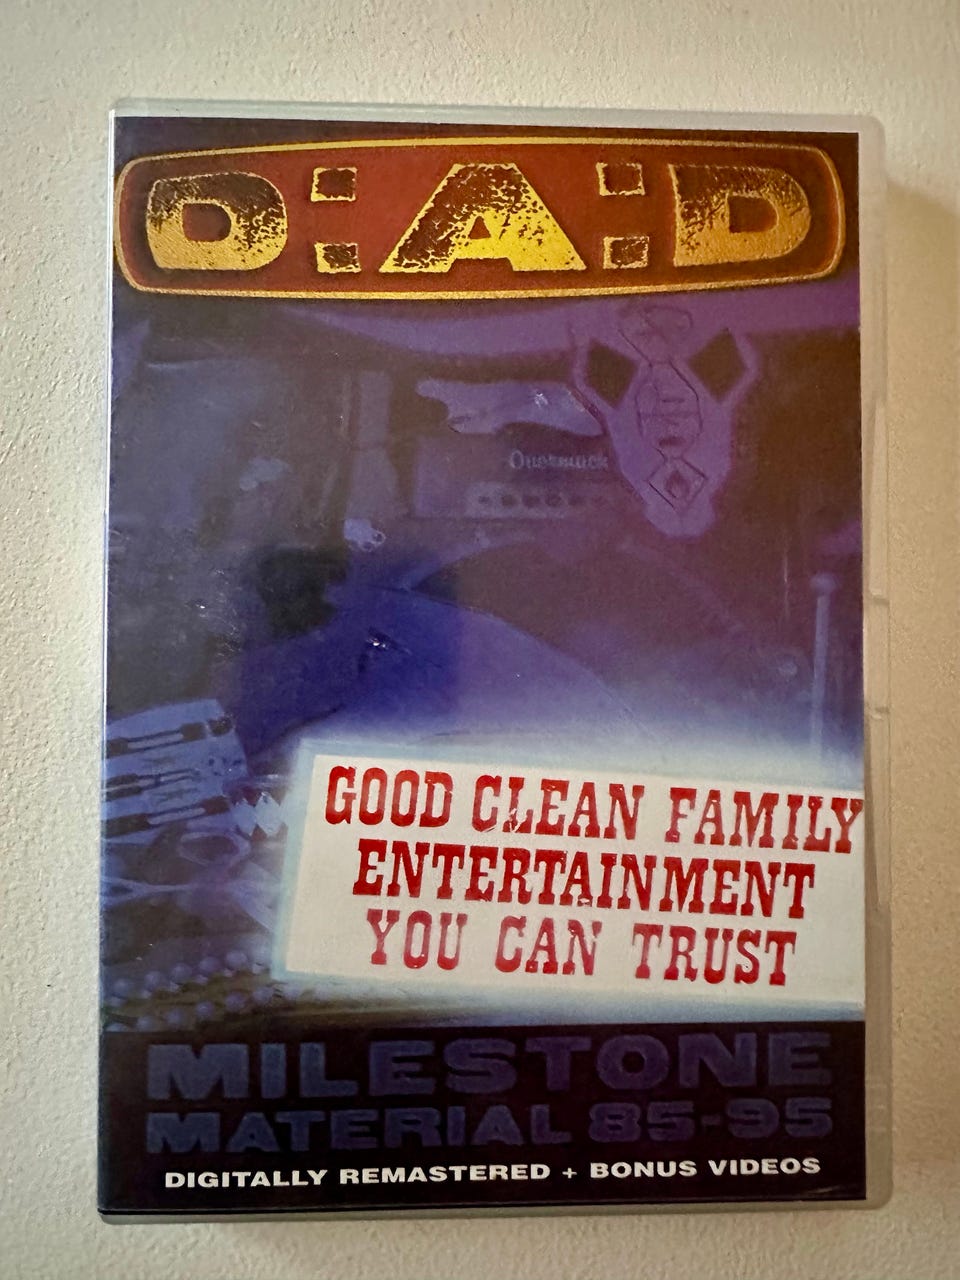 D:A:D
GOOD CLEAN FAMILY
ENTERTAINMENT
YOU CAN TRUST
MILESTONE
MATERIAL 85-95
DIGITALLY REMASTERED + BONUS VIDEOS